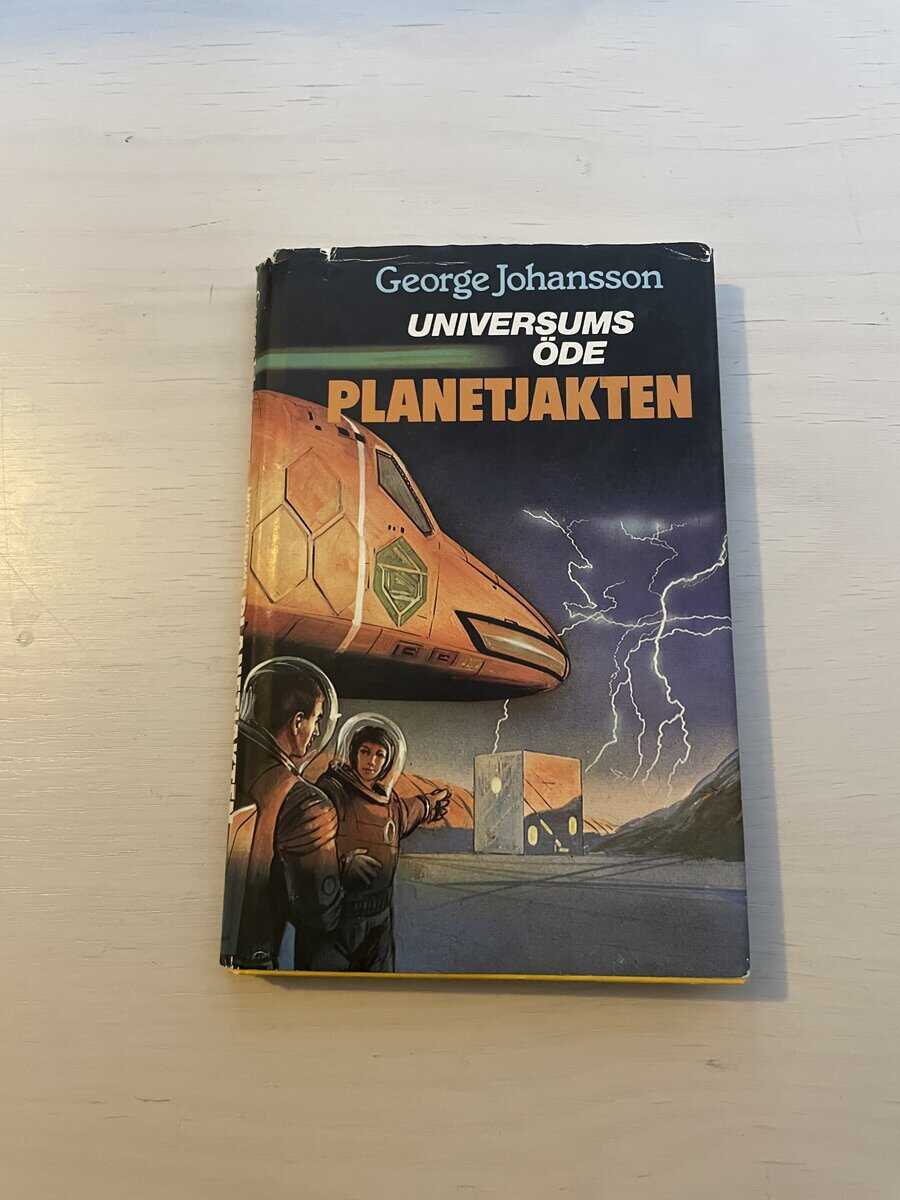 George Johansson
UNIVERSUMS
ÖDE
PLANETJAKTEN